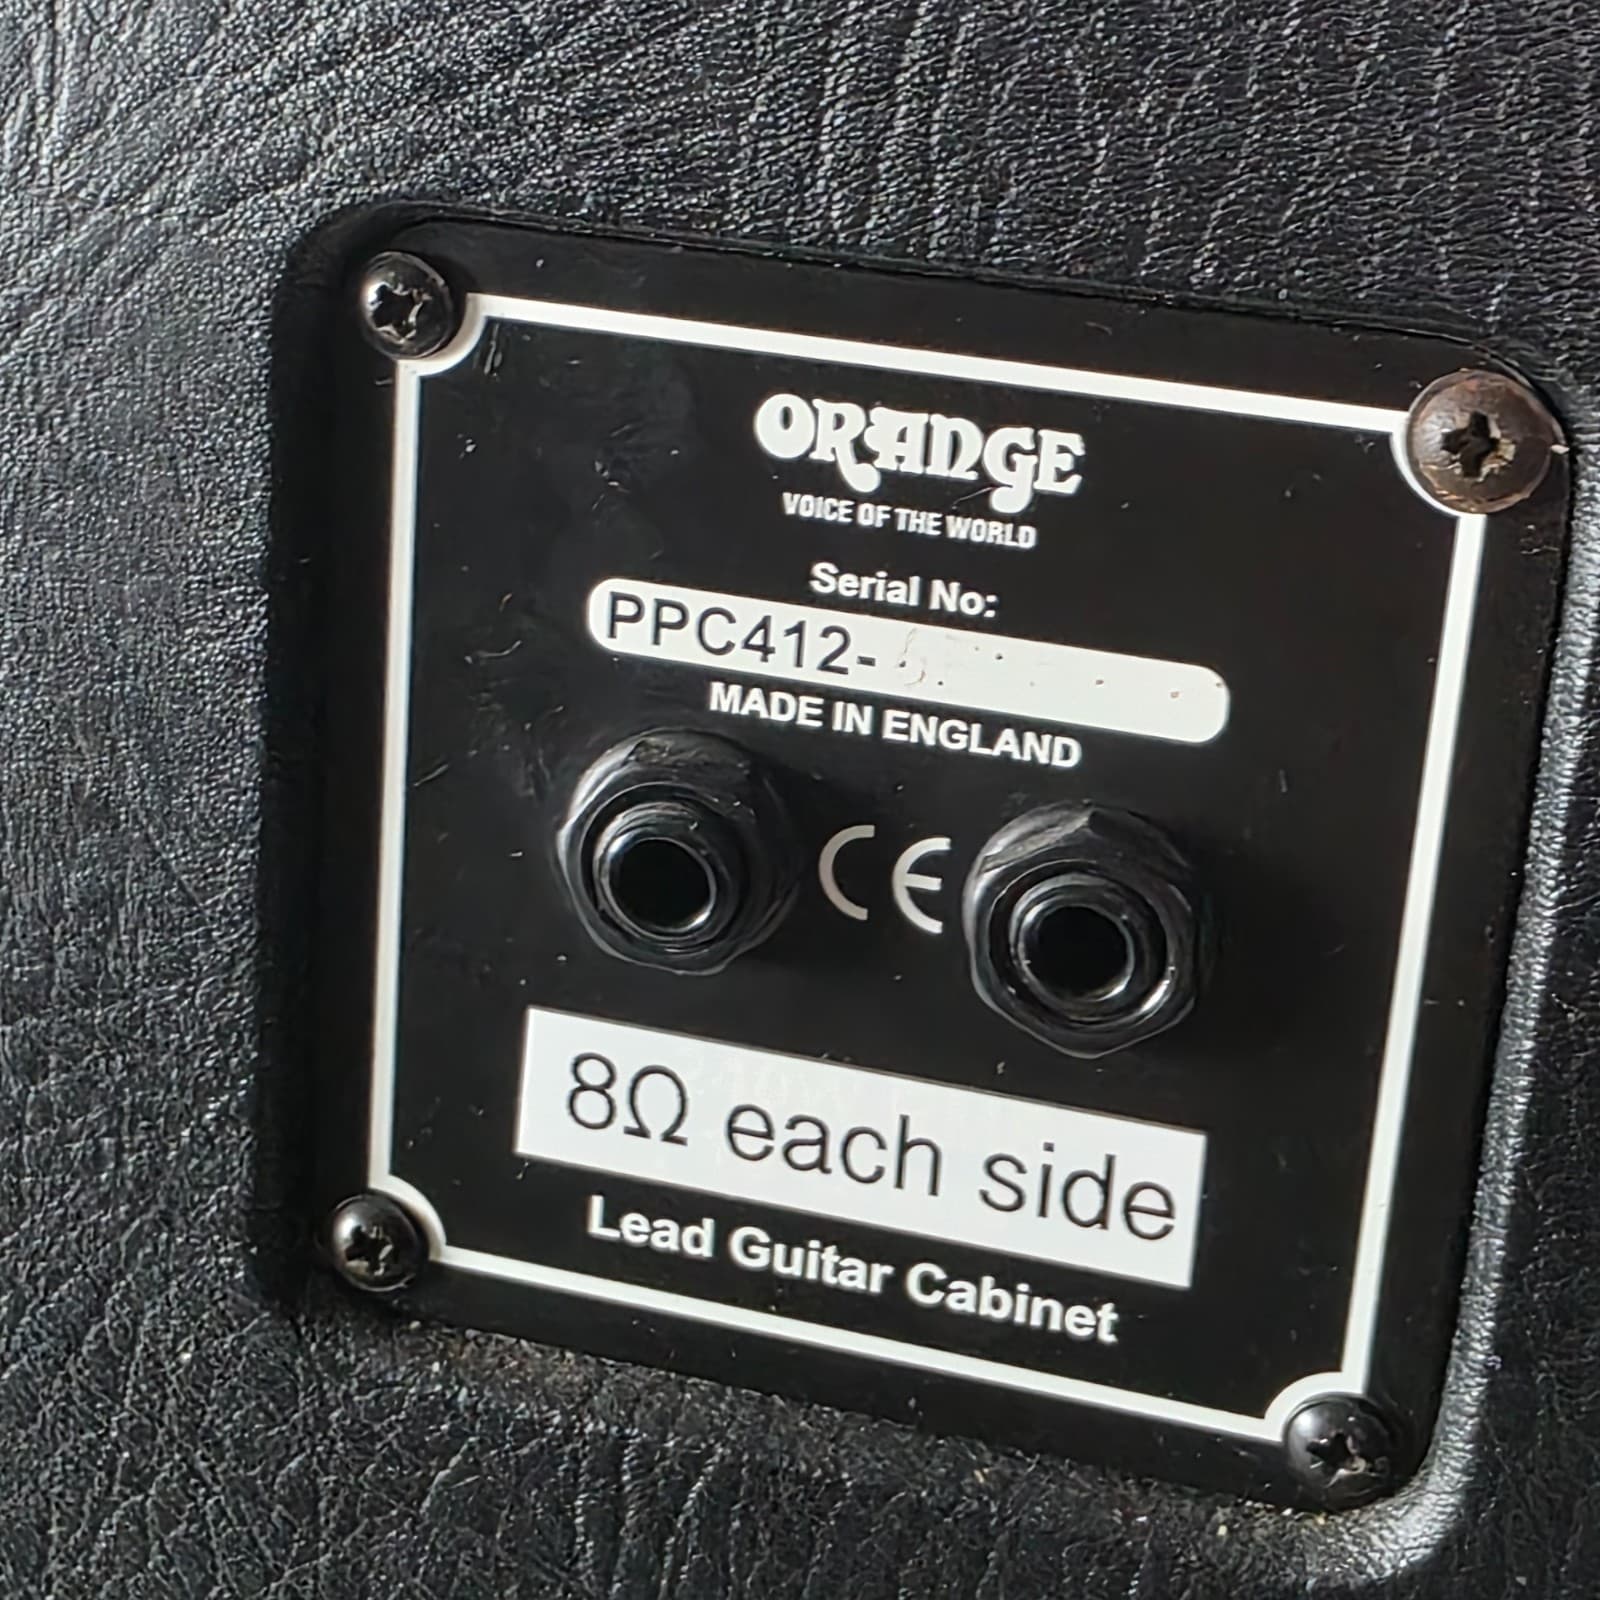 ORANGE
VOICE OF THE WORLD
Serial No:
PPC412-
MADE IN ENGLAND
CE
8Ω each side
Lead Guitar Cabinet